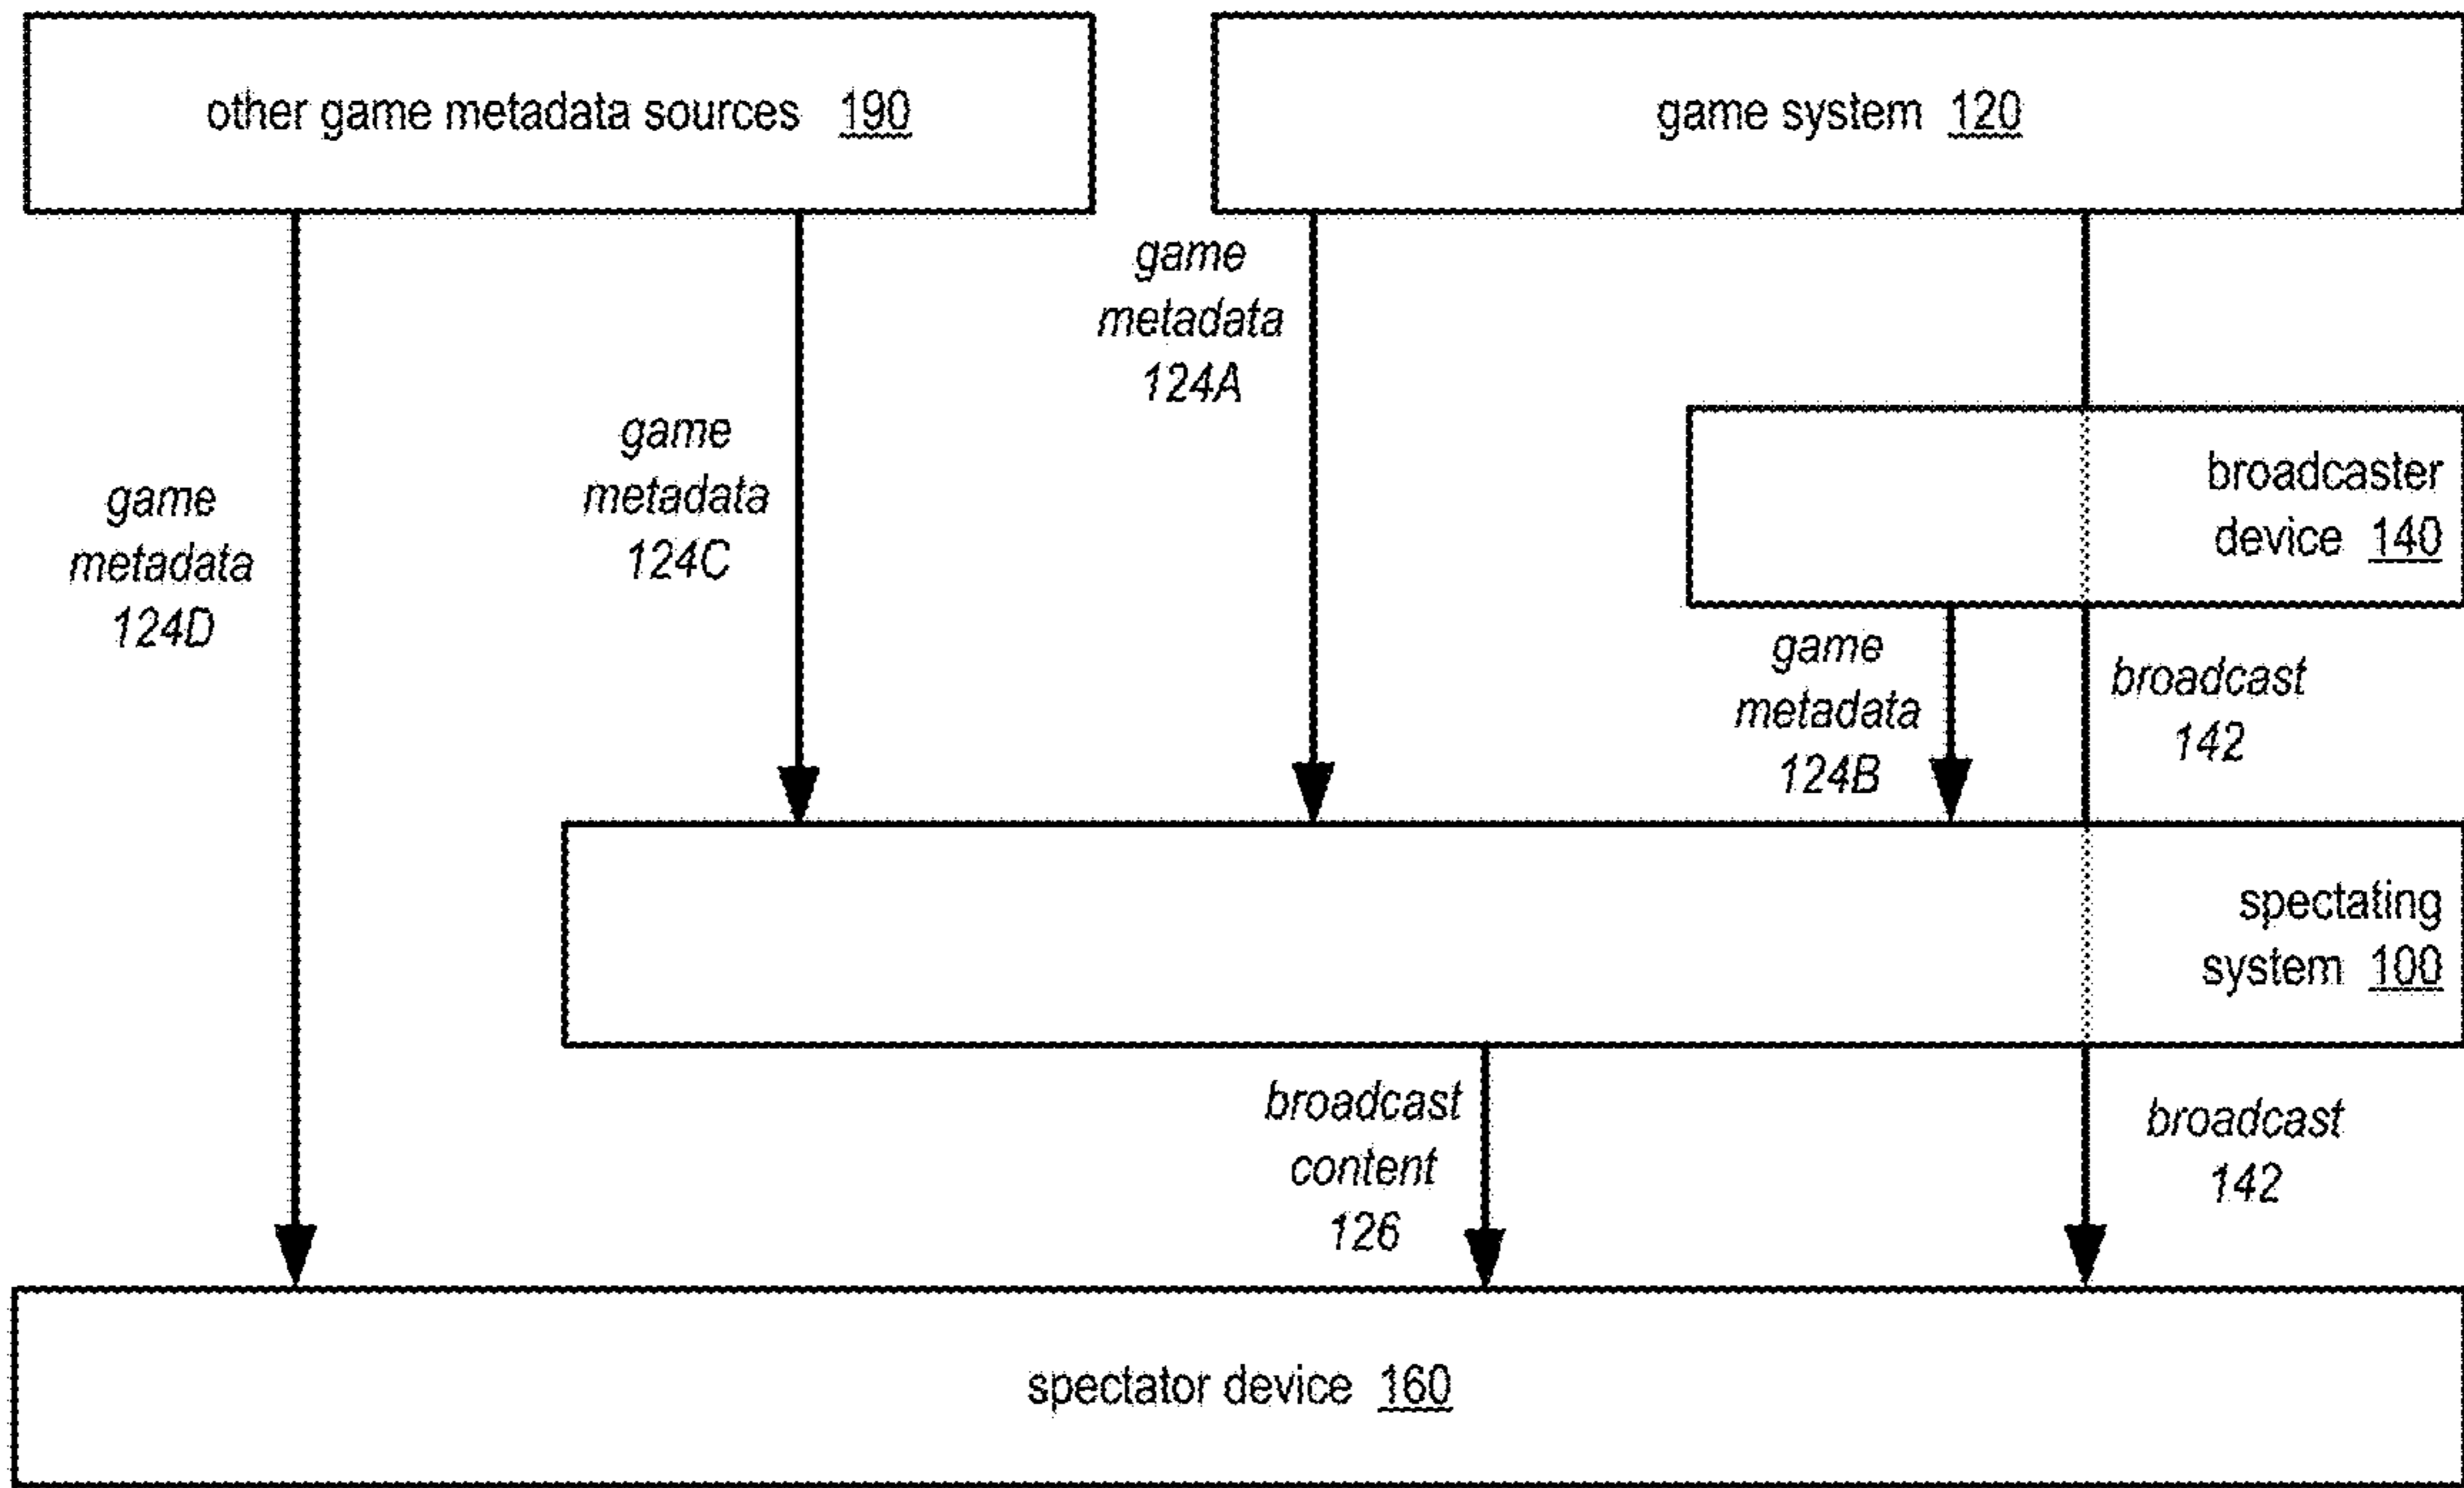 other game metadata sources 190
game system 120
game
metadata
124A
game
metadata
124C
game
metadata
124D
broadcaster
device 140
game
metadata
124B
broadcast
142
spectating
system 100
broadcast
content
126
broadcast
142
spectator device 160